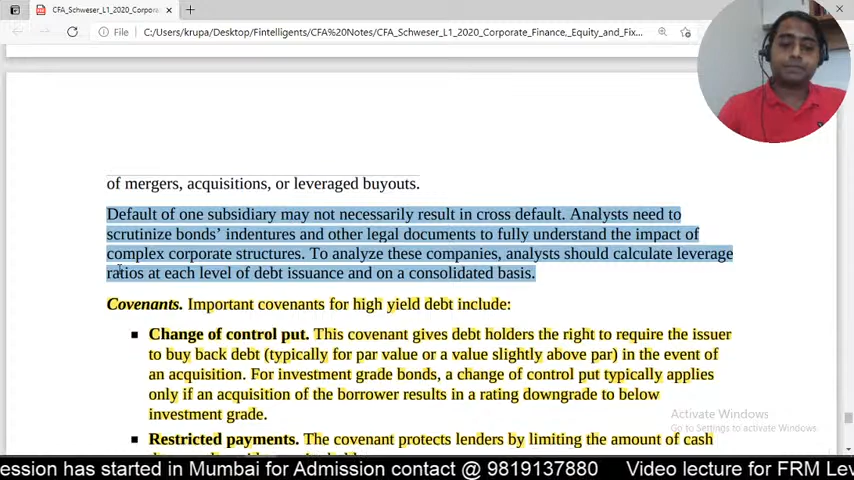 CFA_Schweser_L1_2020_Corpora
File
C:/Users/krupa/Desktop/Fintelligents/CFA%20Notes/CFA_Schweser_L1_2020_Corporate_Finance,_Equity_and_Fix...
of mergers, acquisitions, or leveraged buyouts.
Default of one subsidiary may not necessarily result in cross default. Analysts need to
scrutinize bonds’ indentures and other legal documents to fully understand the impact of
complex corporate structures. To analyze these companies, analysts should calculate leverage
ratios at each level of debt issuance and on a consolidated basis.
Covenants. Important covenants for high yield debt include:
▪ Change of control put. This covenant gives debt holders the right to require the issuer
to buy back debt (typically for par value or a value slightly above par) in the event of
an acquisition. For investment grade bonds, a change of control put typically applies
only if an acquisition of the borrower results in a rating downgrade to below
investment grade.
Activate Windows
Go to Settings to activate Windows.
▪ Restricted payments. The covenant protects lenders by limiting the amount of cash
ession has started in Mumbai for Admission contact @ 9819137880 Video lecture for FRM Lev